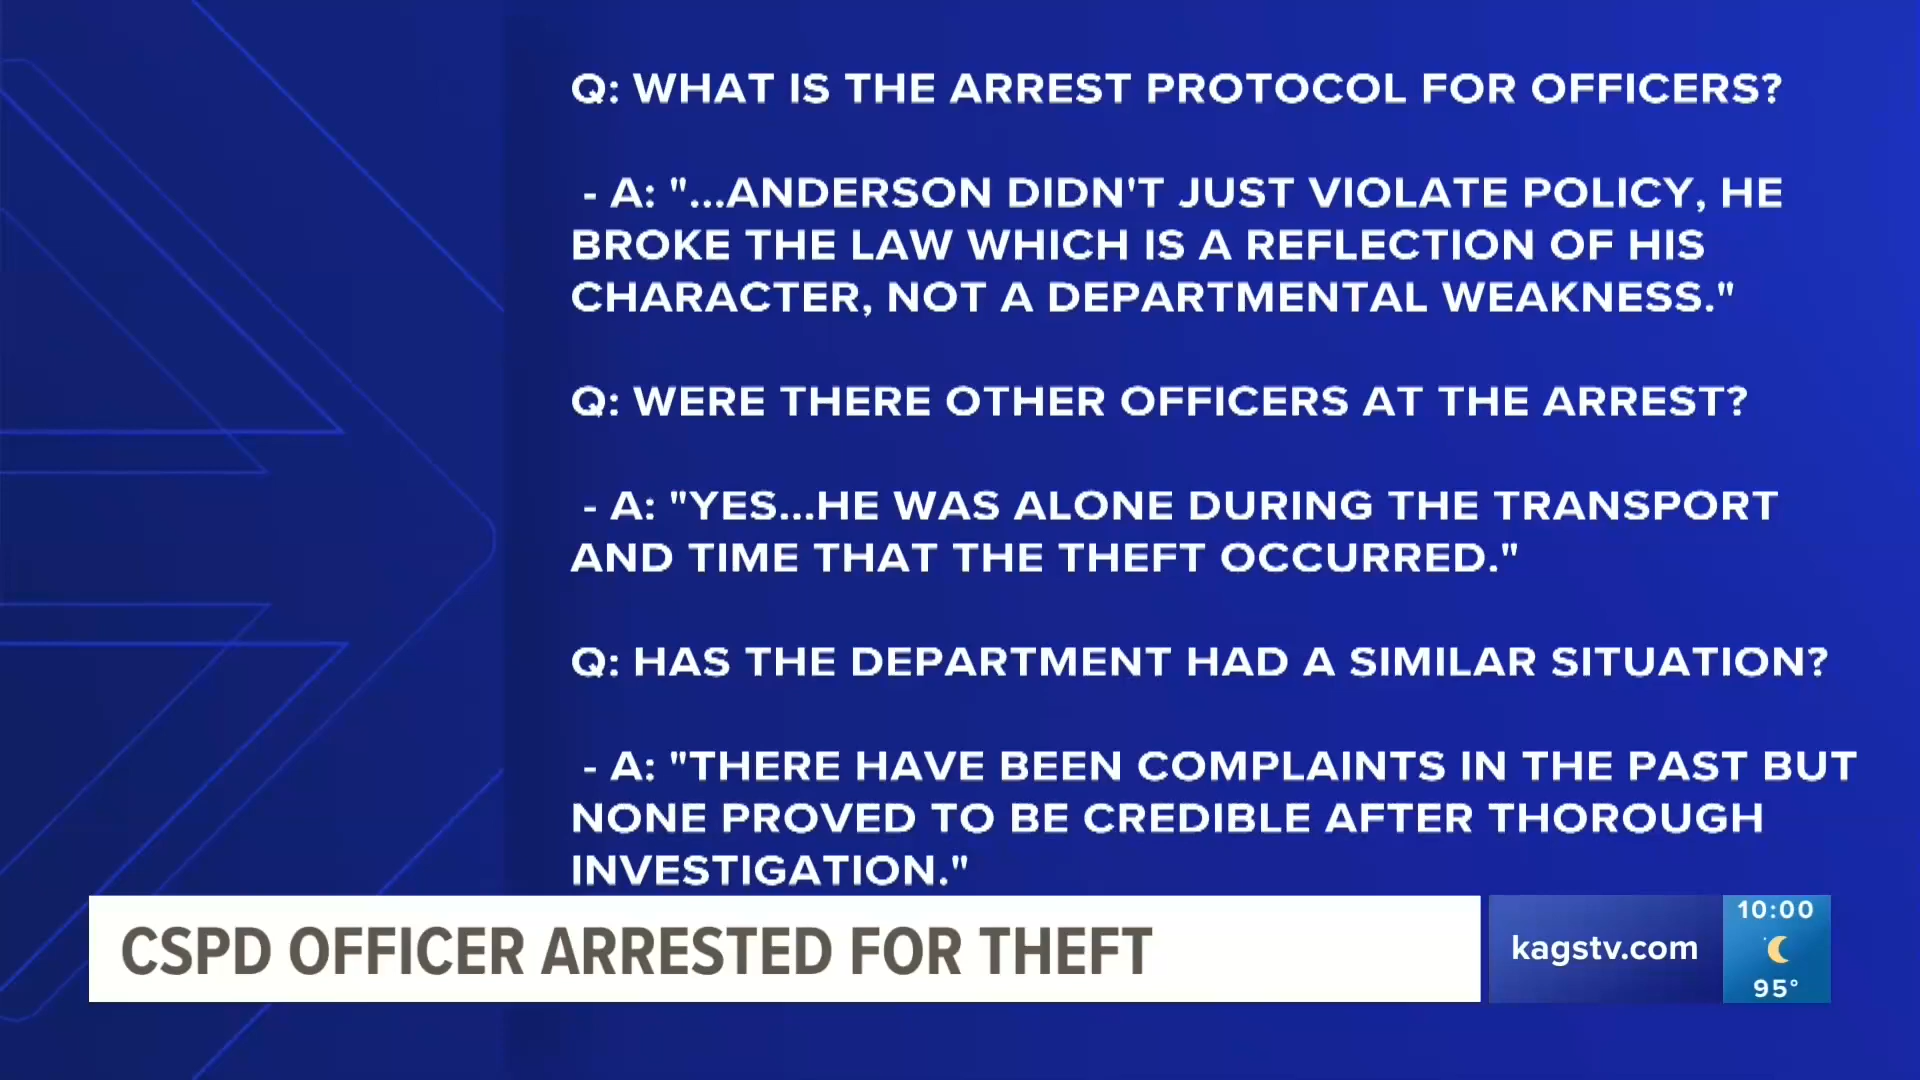 Q: WHAT IS THE ARREST PROTOCOL FOR OFFICERS?
- A: "...ANDERSON DIDN'T JUST VIOLATE POLICY, HE
BROKE THE LAW WHICH IS A REFLECTION OF HIS
CHARACTER, NOT A DEPARTMENTAL WEAKNESS."
Q: WERE THERE OTHER OFFICERS AT THE ARREST?
- A: "YES...HE WAS ALONE DURING THE TRANSPORT
AND TIME THAT THE THEFT OCCURRED."
Q: HAS THE DEPARTMENT HAD A SIMILAR SITUATION?
- A: "THERE HAVE BEEN COMPLAINTS IN THE PAST BUT
NONE PROVED TO BE CREDIBLE AFTER THOROUGH
INVESTIGATION."
CSPD OFFICER ARRESTED FOR THEFT
kagstv.com
10:00
95°